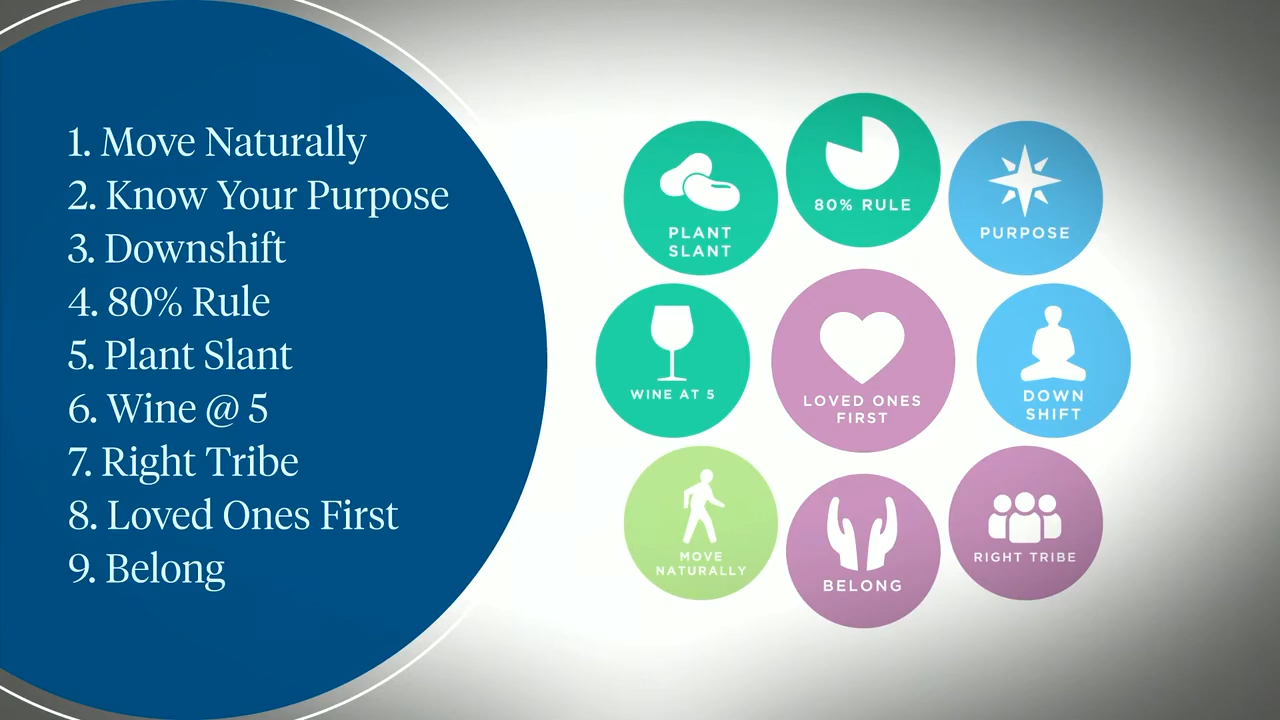 1. Move Naturally
2. Know Your Purpose
3. Downshift
4. 80% Rule
5. Plant Slant
6. Wine @ 5
7. Right Tribe
8. Loved Ones First
9. Belong
PLANT
SLANT
80% RULE
PURPOSE
WINE AT 5
LOVED ONES
FIRST
DOWN
SHIFT
MOVE
NATURALLY
BELONG
RIGHT TRIBE